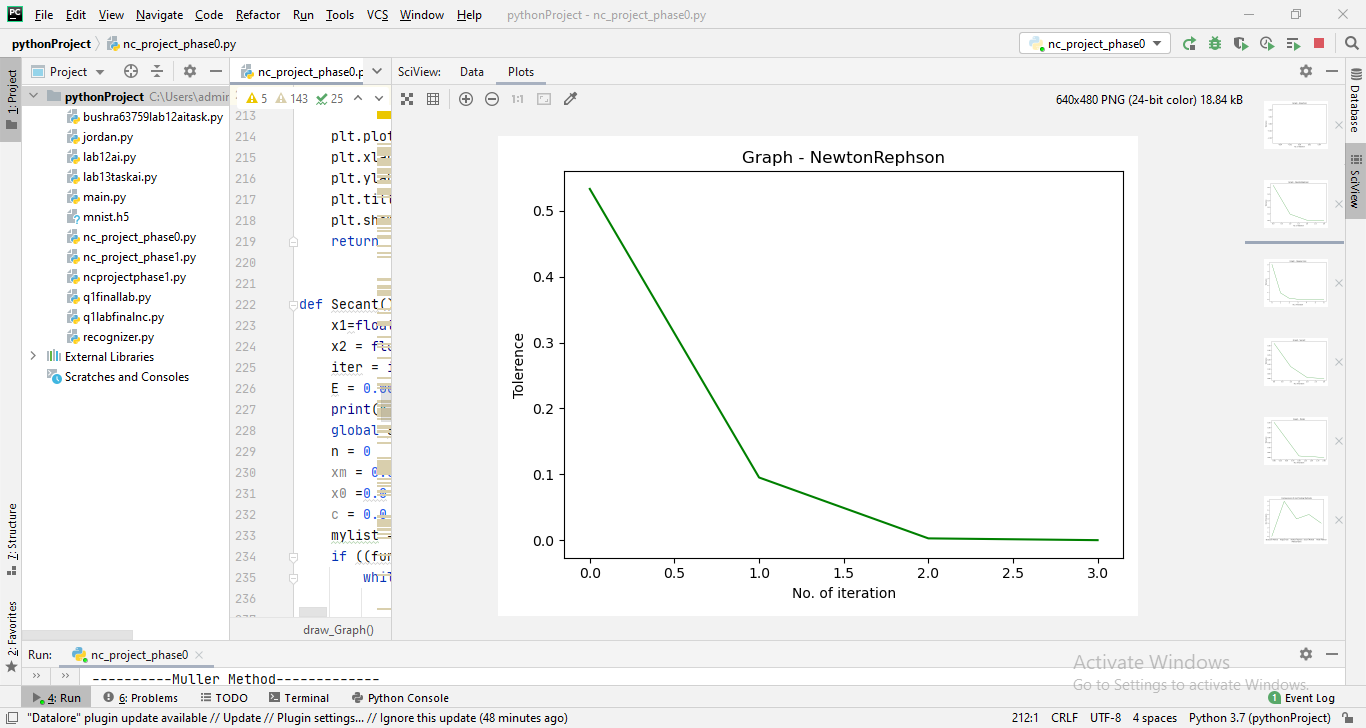 PC File Edit View Navigate Code Refactor Run Tools VCS Window Help pythonProject - nc_project_phase0.py
pythonProject nc_project_phase0.py nc_project_phase0
1: Project
Project
nc_project_phase0.p
SciView: Data Plots
pythonProject C:\Users\admin
5 143 25
1:1
640x480 PNG (24-bit color) 18.84 kB
bushra63759lab12aitask.py
jordan.py
lab12ai.py
lab13taskai.py
main.py
mnist.h5
nc_project_phase0.py
nc_project_phase1.py
ncprojectphase1.py
q1finallab.py
q1labfinalnc.py
recognizer.py
External Libraries
Scratches and Consoles
213
214 plt.plot
215 plt.xla
216 plt.yla
217 plt.tit
218 plt.sh
219 return
220
221
222 def Secant()
223 x1=float
224 x2 = fl
225 iter = i
226 E = 0.00
227 print(
228 global
229 n = 0
230 xm = 0.
231 x0 =0.0
232 c = 0.0
233 mylist =
234 if ((fun
235 whil
236
draw_Graph()
Graph - NewtonRephson
Tolerence
0.5
0.4
0.3
0.2
0.1
0.0
0.0 0.5 1.0 1.5 2.0 2.5 3.0
No. of iteration
Database
SciView
7: Structure
2: Favorites
Run: nc_project_phase0
----------Muller Method-------------
Activate Windows
Go to Settings to activate Windows.
4: Run 6: Problems TODO Terminal Python Console 1 Event Log
"Datalore" plugin update available // Update // Plugin settings... // Ignore this update (48 minutes ago) 212:1 CRLF UTF-8 4 spaces Python 3.7 (pythonProject)